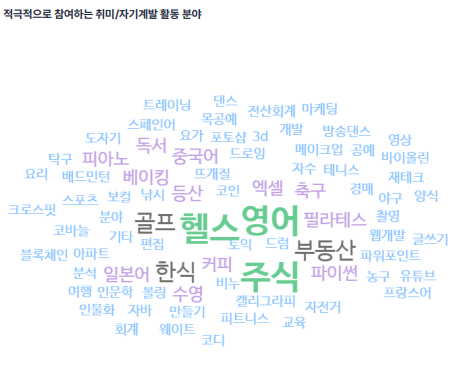 적극적으로 참여하는 취미/자기계발 활동 분야
트레이닝 댄스
목공예 전산회계 마케팅
스페인어 개발 방송댄스
도자기 독서 요가 포토샵 3d 영상
탁구 피아노 중국어 드로잉 메이크업 공예 바이올린
요리 배드민턴 베이킹 뜨개질 자수 테니스 재테크
크로스핏 스포츠 보컬 낚시 등산 코인 엑셀 축구 경매 야구 양식
분야 골프 헬스 영어 필라테스 촬영
코바늘 기타 편집 토익 드럼 부동산 웹개발 글쓰기
블록체인 아파트 파워포인트
분석 일본어 한식 커피 비누 주식 파이썬 농구 유튜브
여행 인문학 볼링 수영 캘리그라피 프랑스어
인물화 자바 만들기 피트니스 교육 자전거
회계 웨이트 코디